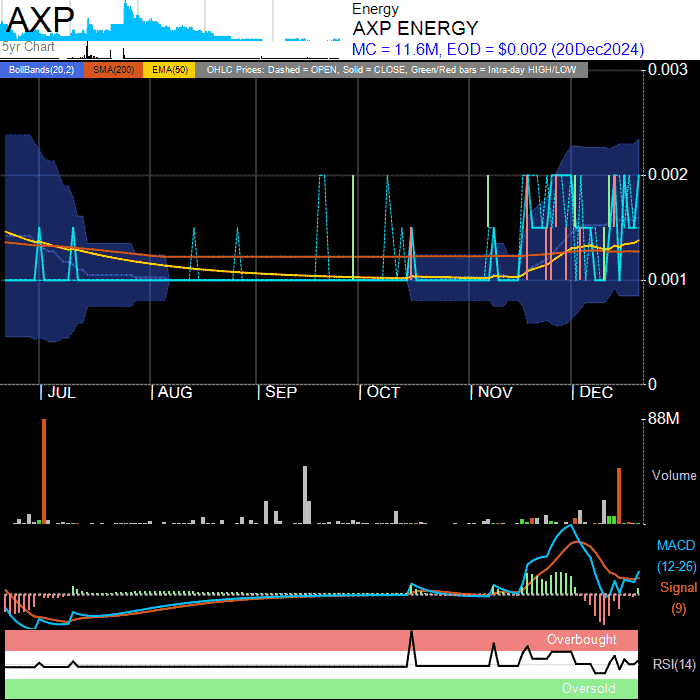 AXP
5yr Chart
Energy
AXP ENERGY
MC = 11.6M, EOD = $0.002 (20Dec2024)
BollBands(20,2) SMA(200) EMA(50) OHLC Prices: Dashed = OPEN, Solid = CLOSE, Green/Red bars = Intra-day HIGH/LOW
0.003
0.002
0.001
0
JUL AUG SEP OCT NOV DEC
88M
Volume
MACD
(12-26)
Signal
(9)
Overbought
RSI(14)
Oversold